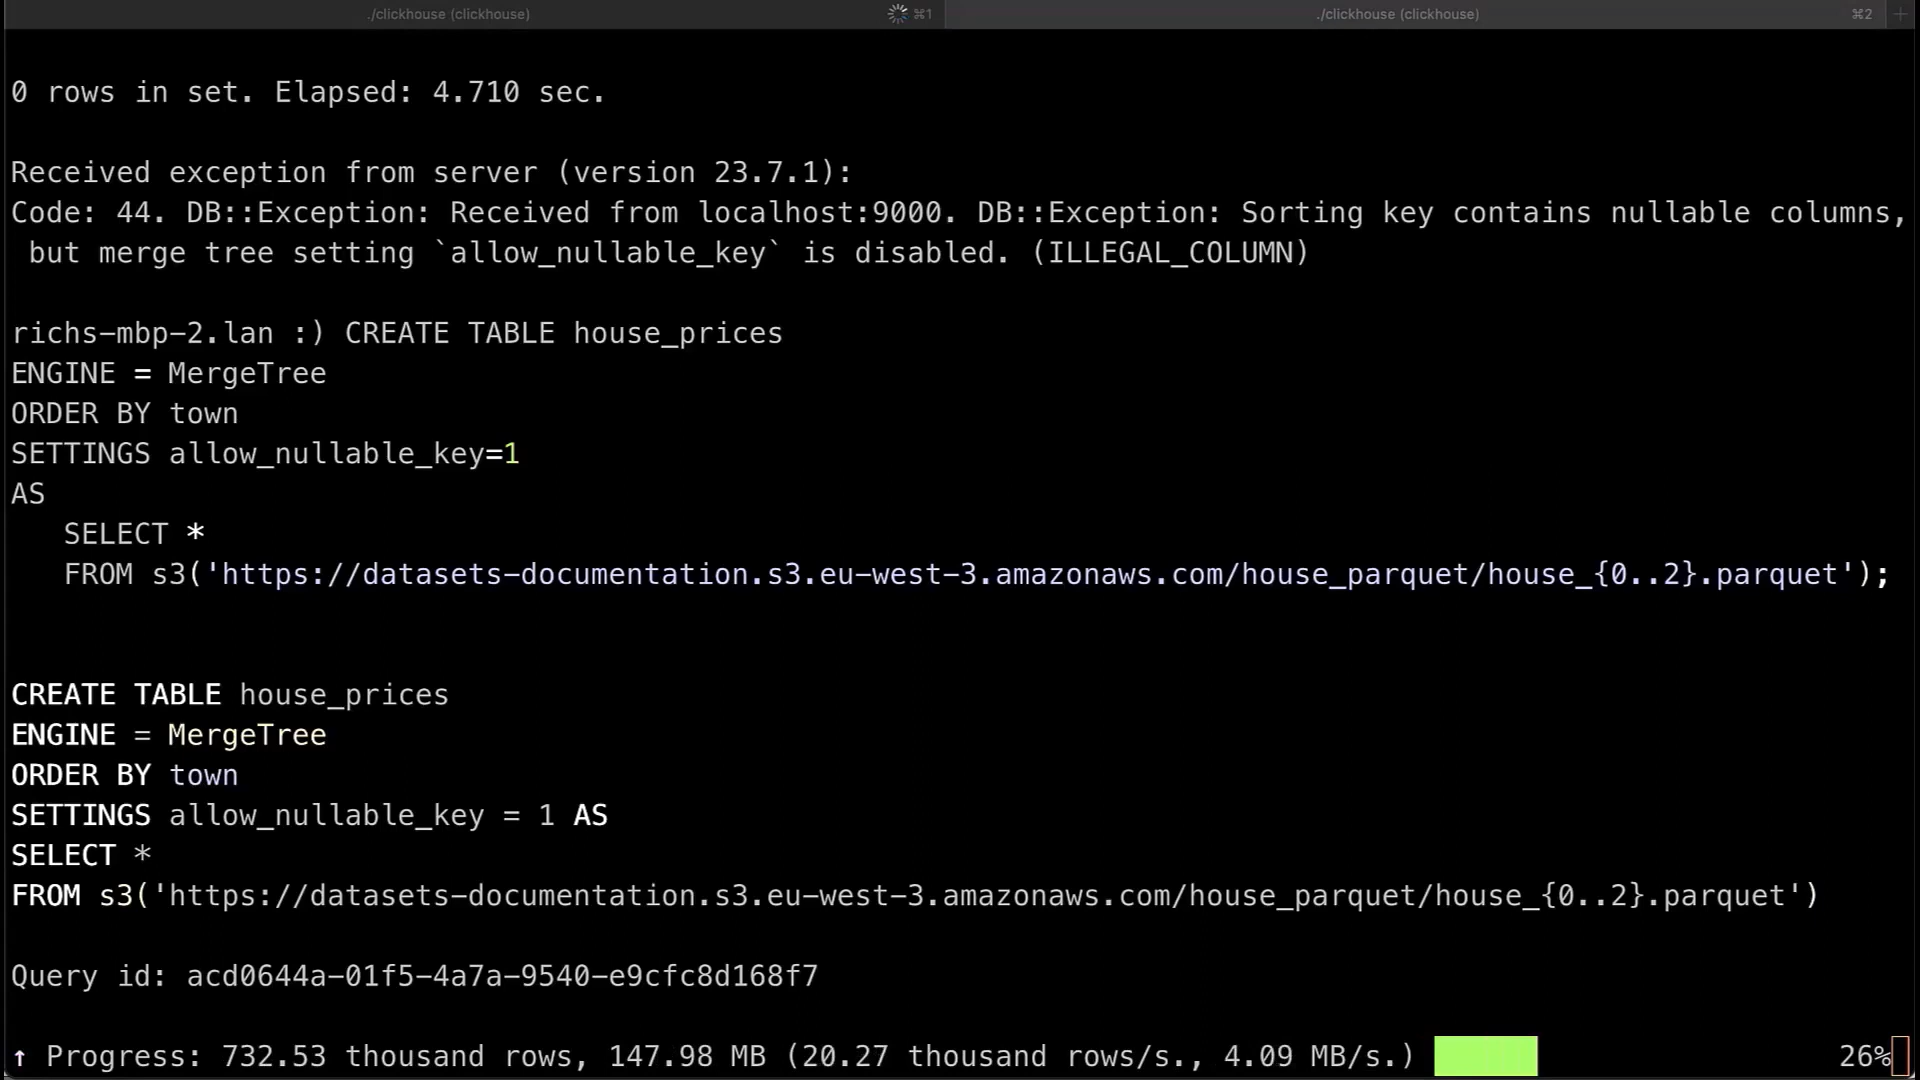 ./clickhouse (clickhouse) ⌘1 ./clickhouse (clickhouse) ⌘2 +
0 rows in set. Elapsed: 4.710 sec.
Received exception from server (version 23.7.1):
Code: 44. DB::Exception: Received from localhost:9000. DB::Exception: Sorting key contains nullable columns,
but merge tree setting `allow_nullable_key` is disabled. (ILLEGAL_COLUMN)
richs-mbp-2.lan :) CREATE TABLE house_prices
ENGINE = MergeTree
ORDER BY town
SETTINGS allow_nullable_key=1
AS
SELECT *
FROM s3('https://datasets-documentation.s3.eu-west-3.amazonaws.com/house_parquet/house_{0..2}.parquet');
CREATE TABLE house_prices
ENGINE = MergeTree
ORDER BY town
SETTINGS allow_nullable_key = 1 AS
SELECT *
FROM s3('https://datasets-documentation.s3.eu-west-3.amazonaws.com/house_parquet/house_{0..2}.parquet')
Query id: acd0644a-01f5-4a7a-9540-e9cfc8d168f7
↑ Progress: 732.53 thousand rows, 147.98 MB (20.27 thousand rows/s., 4.09 MB/s.) 26%